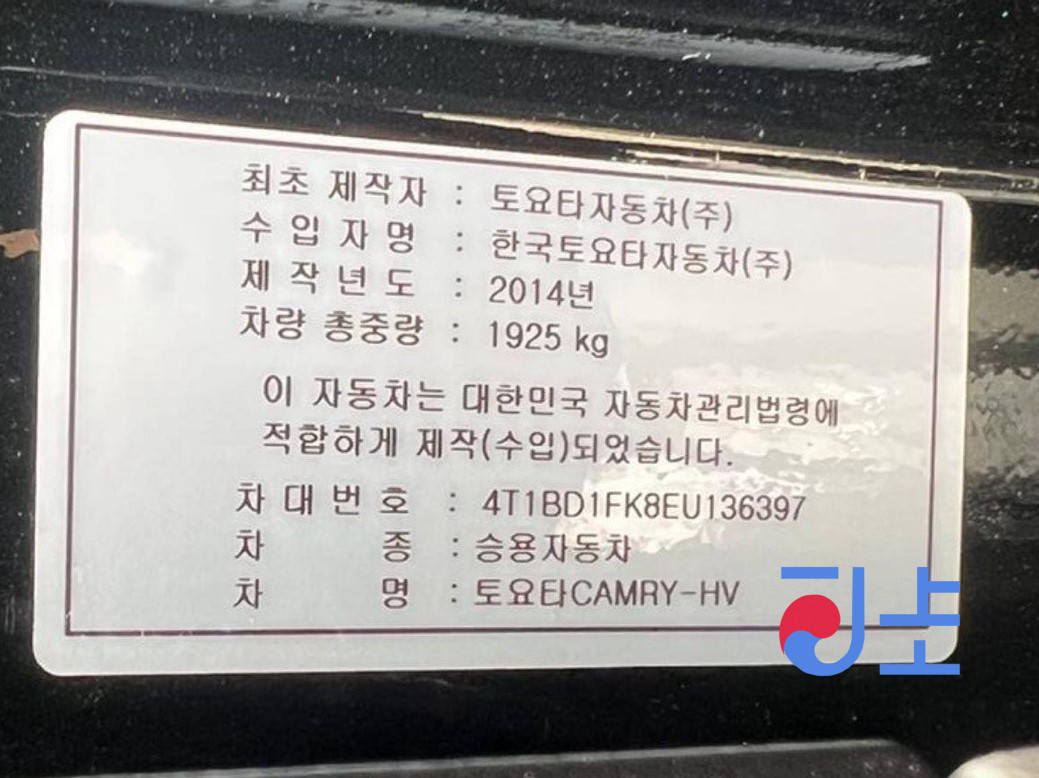 최초 제작자 : 토요타자동차(주)
수 입 자 명 : 한국토요타자동차(주)
제 작 년 도 : 2014년
차량 총중량 : 1925 kg
이 자동차는 대한민국 자동차관리법령에
적합하게 제작(수입)되었습니다.
차 대 번 호 : 4T1BD1FK8EU136397
차 종 : 승용자동차
차 명 : 토요타CAMRY-HV